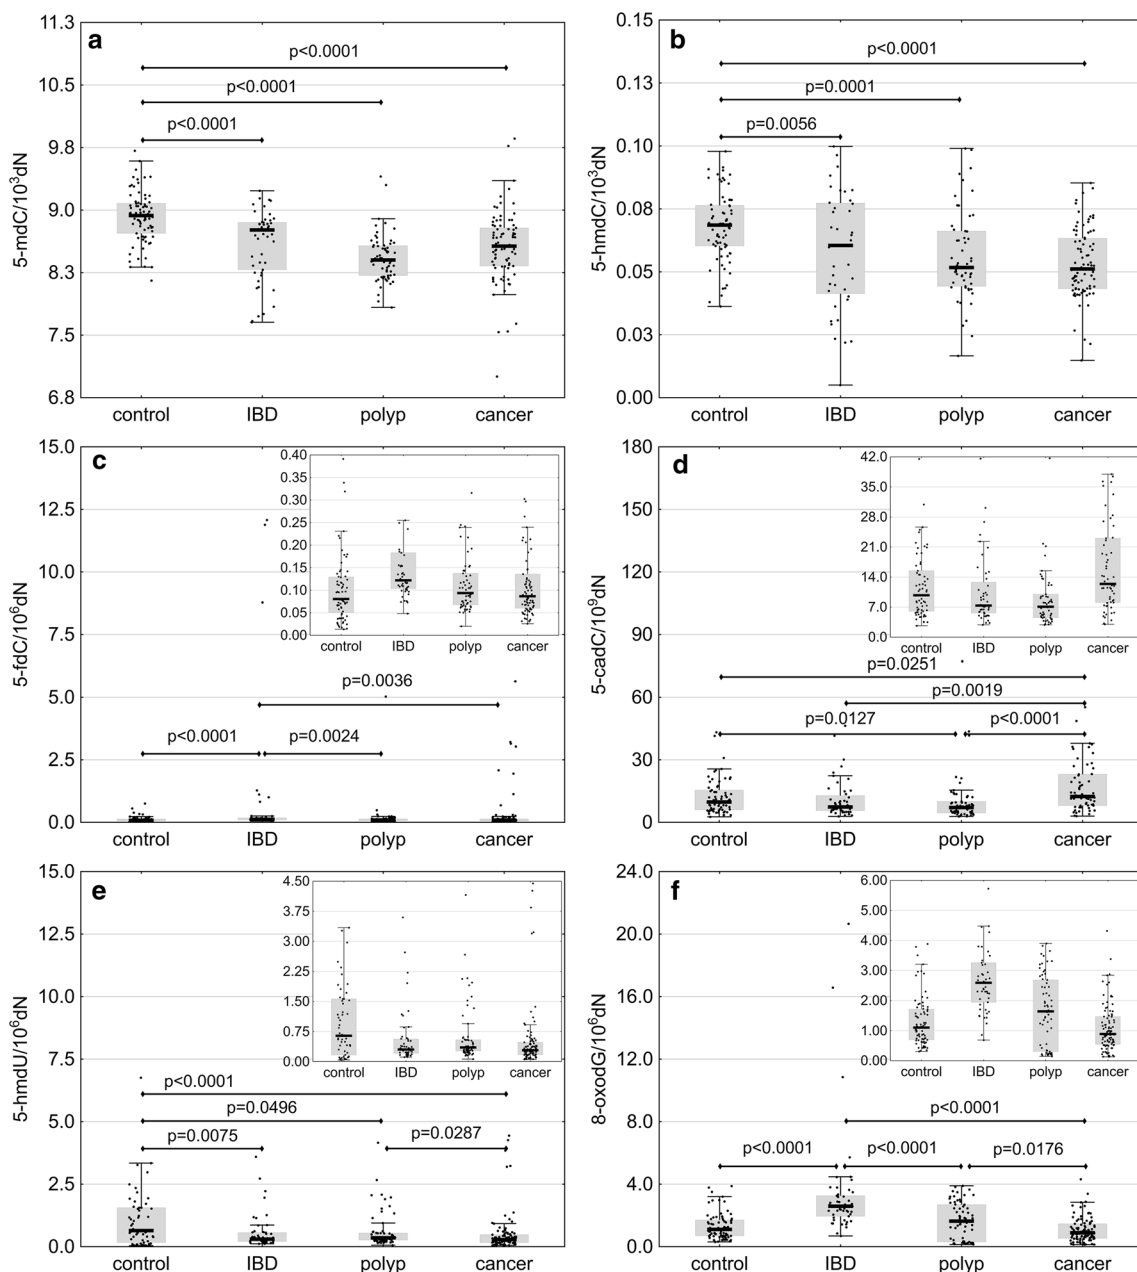 a
5-mdC/10³dN
11.3
10.5
9.8
9.0
8.3
7.5
6.8
p<0.0001
p<0.0001
p<0.0001
control IBD polyp cancer
b
5-hmdC/10³dN
0.15
0.13
0.10
0.08
0.05
0.03
0.00
p<0.0001
p=0.0001
p=0.0056
control IBD polyp cancer
c
5-fdC/10⁶dN
15.0
12.5
10.0
7.5
5.0
2.5
0.0
0.40
0.35
0.30
0.25
0.20
0.15
0.10
0.05
0.00
control IBD polyp cancer
p=0.0036
p<0.0001 p=0.0024
control IBD polyp cancer
d
5-cadC/10⁹dN
180
150
120
90
60
30
0
42.0
35.0
28.0
21.0
14.0
7.0
0.0
control IBD polyp cancer
p=0.0251
p=0.0019
p=0.0127 p<0.0001
control IBD polyp cancer
e
5-hmdU/10⁶dN
15.0
12.5
10.0
7.5
5.0
2.5
0.0
4.50
3.75
3.00
2.25
1.50
0.75
0.00
control IBD polyp cancer
p<0.0001
p=0.0496
p=0.0075 p=0.0287
control IBD polyp cancer
f
8-oxodG/10⁶dN
24.0
20.0
16.0
12.0
8.0
4.0
0.0
6.00
5.00
4.00
3.00
2.00
1.00
0.00
control IBD polyp cancer
p<0.0001
p<0.0001 p<0.0001 p=0.0176
control IBD polyp cancer